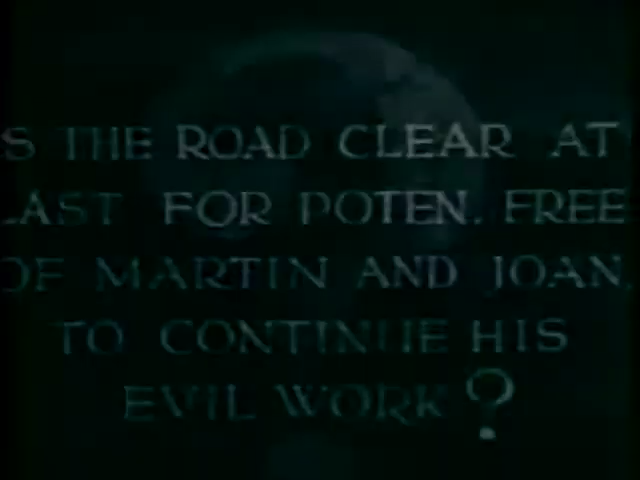 S THE ROAD CLEAR AT
LAST FOR POTEN, FREE
OF MARTIN AND JOAN,
TO CONTINUE HIS
EVIL WORK?